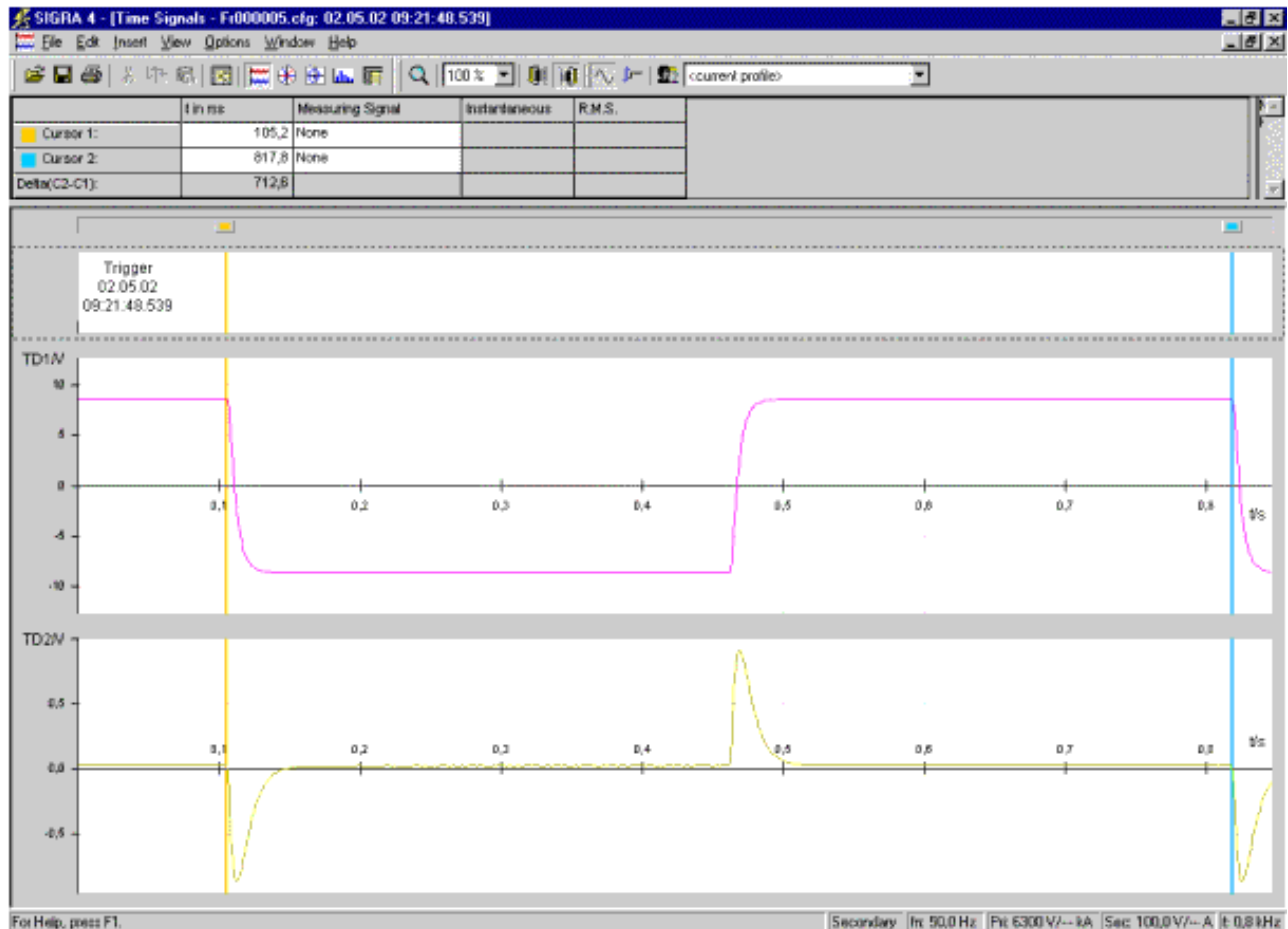 SIGRA 4 - [Time Signals - Fr000005.cfg: 02.05.02 09:21:48.539]
File Edit Insert View Options Window Help
100 % <current profile>
t in ms Measuring Signal Instantaneous R.M.S.
Cursor 1: 105,2 None
Cursor 2: 817,8 None
Delta(C2-C1): 712,6
Trigger
02.05.02
09:21:48.539
TD1/V
10
5
0
0,1 0,2 0,3 0,4 0,5 0,6 0,7 0,8 t/s
-5
-10
TD2/V
0,5
0,1 0,2 0,3 0,4 0,5 0,6 0,7 0,8 t/s
0,0
-0,5
For Help, press F1. Secondary fn: 50,0 Hz Pri: 6300 V/-- kA Sec: 100,0 V/-- A f: 0,8 kHz